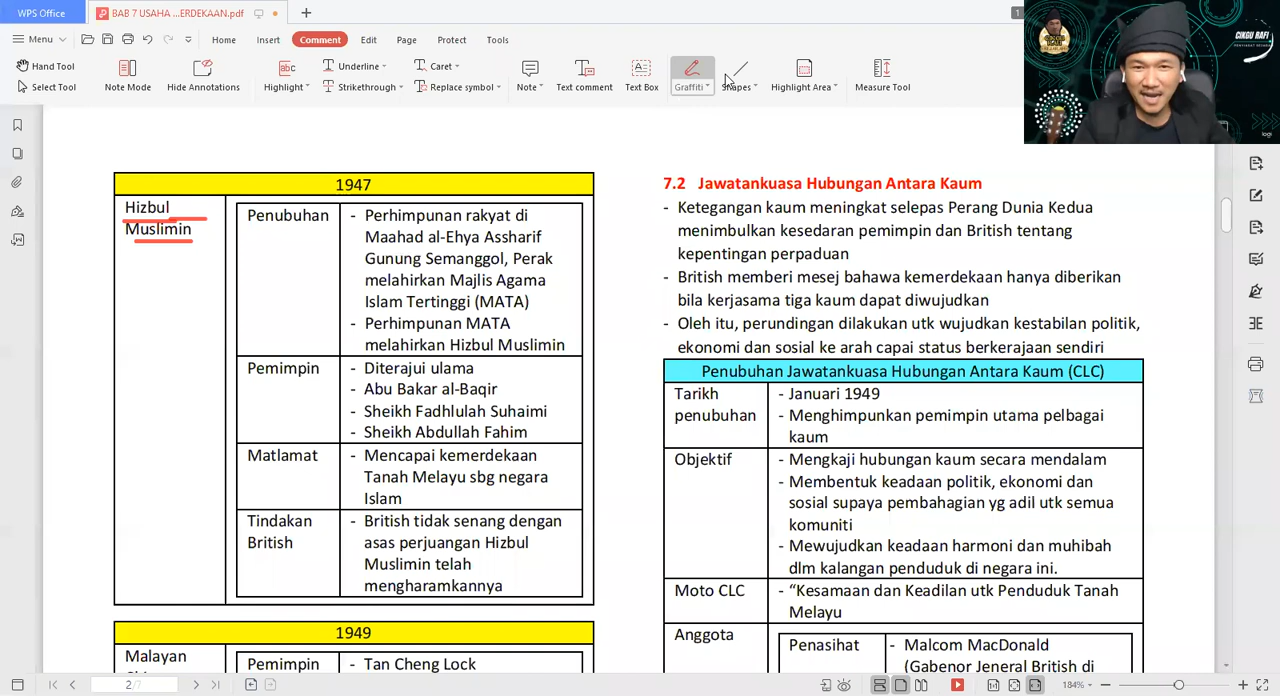 WPS Office
BAB 7 USAHA ...ERDEKAAN.pdf
1
Menu
Home
Insert
Comment
Edit
Page
Protect
Tools
Hand Tool
Select Tool
Note Mode
Hide Annotations
Highlight
Underline
Strikethrough
Caret
Replace symbol
Note
Text comment
Text Box
Graffiti
Shapes
Highlight Area
Measure Tool
CIKGU RAFI
logi
1947
Hizbul
Muslimin
Penubuhan
- Perhimpunan rakyat di
Maahad al-Ehya Assharif
Gunung Semanggol, Perak
melahirkan Majlis Agama
Islam Tertinggi (MATA)
- Perhimpunan MATA
melahirkan Hizbul Muslimin
Pemimpin
- Diterajui ulama
- Abu Bakar al-Baqir
- Sheikh Fadhlulah Suhaimi
- Sheikh Abdullah Fahim
Matlamat
- Mencapai kemerdekaan
Tanah Melayu sbg negara
Islam
Tindakan
British
- British tidak senang dengan
asas perjuangan Hizbul
Muslimin telah
mengharamkannya
1949
Malayan
Pemimpin
- Tan Cheng Lock
7.2 Jawatankuasa Hubungan Antara Kaum
- Ketegangan kaum meningkat selepas Perang Dunia Kedua
menimbulkan kesedaran pemimpin dan British tentang
kepentingan perpaduan
- British memberi mesej bahawa kemerdekaan hanya diberikan
bila kerjasama tiga kaum dapat diwujudkan
- Oleh itu, perundingan dilakukan utk wujudkan kestabilan politik,
ekonomi dan sosial ke arah capai status berkerajaan sendiri
Penubuhan Jawatankuasa Hubungan Antara Kaum (CLC)
Tarikh
penubuhan
- Januari 1949
- Menghimpunkan pemimpin utama pelbagai
kaum
Objektif
- Mengkaji hubungan kaum secara mendalam
- Membentuk keadaan politik, ekonomi dan
sosial supaya pembahagian yg adil utk semua
komuniti
- Mewujudkan keadaan harmoni dan muhibah
dlm kalangan penduduk di negara ini.
Moto CLC
- “Kesamaan dan Keadilan utk Penduduk Tanah
Melayu
Anggota
Penasihat
- Malcom MacDonald
(Gabenor Jeneral British di
2/7
184%